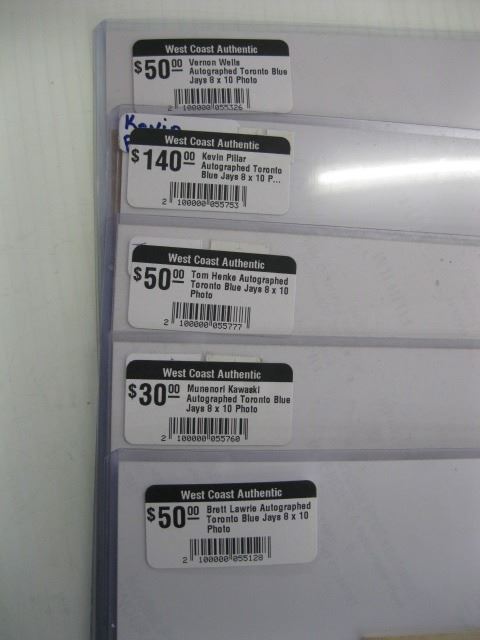 West Coast Authentic
$50 00 Vernon Wells
Autographed Toronto Blue
Jays 8 x 10 Photo
2 100000 055326
Kevin
P
West Coast Authentic
$140 00 Kevin Pillar
Autographed Toronto
Blue Jays 8 x 10 P...
2 100000 055753
West Coast Authentic
$50 00 Tom Henke Autographed
Toronto Blue Jays 8 x 10
Photo
2 100000 055777
West Coast Authentic
$30 00 Munenori Kawaski
Autographed Toronto Blue
Jays 8 x 10 Photo
2 100000 055760
West Coast Authentic
$50 00 Brett Lawrie Autographed
Toronto Blue Jays 8 x 10
Photo
2 100000 055128